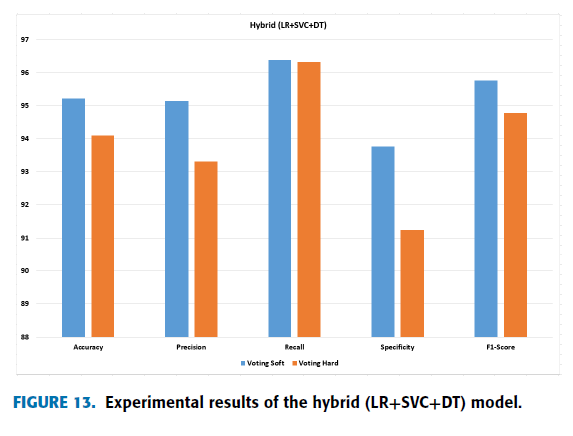 Hybrid (LR+SVC+DT)
97
96
95
94
93
92
91
90
89
88
Accuracy Precision Recall Specificity F1-Score
Voting Soft Voting Hard
FIGURE 13. Experimental results of the hybrid (LR+SVC+DT) model.